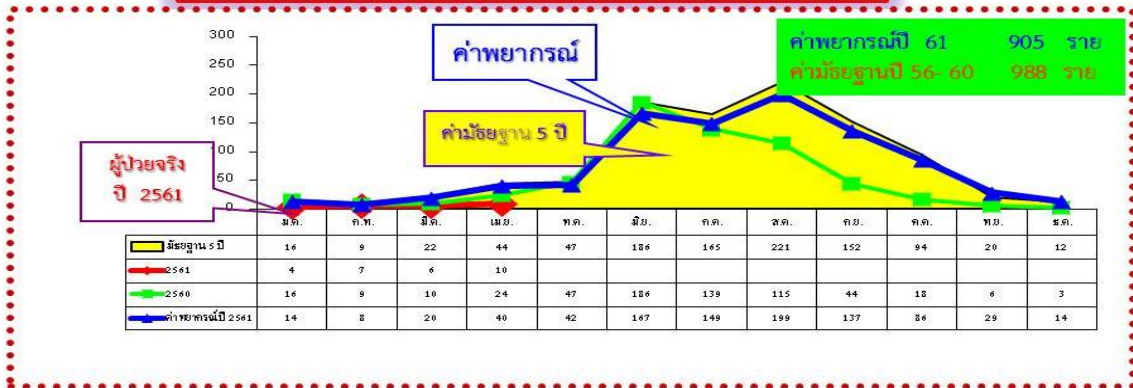 300
250
200
150
100
50
0
ค่าพยากรณ์
ค่าพยากรณ์ปี 61 905 ราย
ค่ามัธยฐานปี 56- 60 988 ราย
ค่ามัธยฐาน 5 ปี
ผู้ป่วยจริง
ปี 2561
ม.ค. ก.พ. มี.ค. เม.ย. พ.ค. มิ.ย. ก.ค. ส.ค. ก.ย. ต.ค. พ.ย. ธ.ค.
มัธยฐาน 5 ปี 16 9 22 44 47 186 165 221 152 94 20 12
2561 4 7 6 10
2560 16 9 10 24 47 186 139 115 44 18 6 3
ค่าพยากรณ์ปี 2561 14 8 20 40 42 167 149 199 137 86 29 14